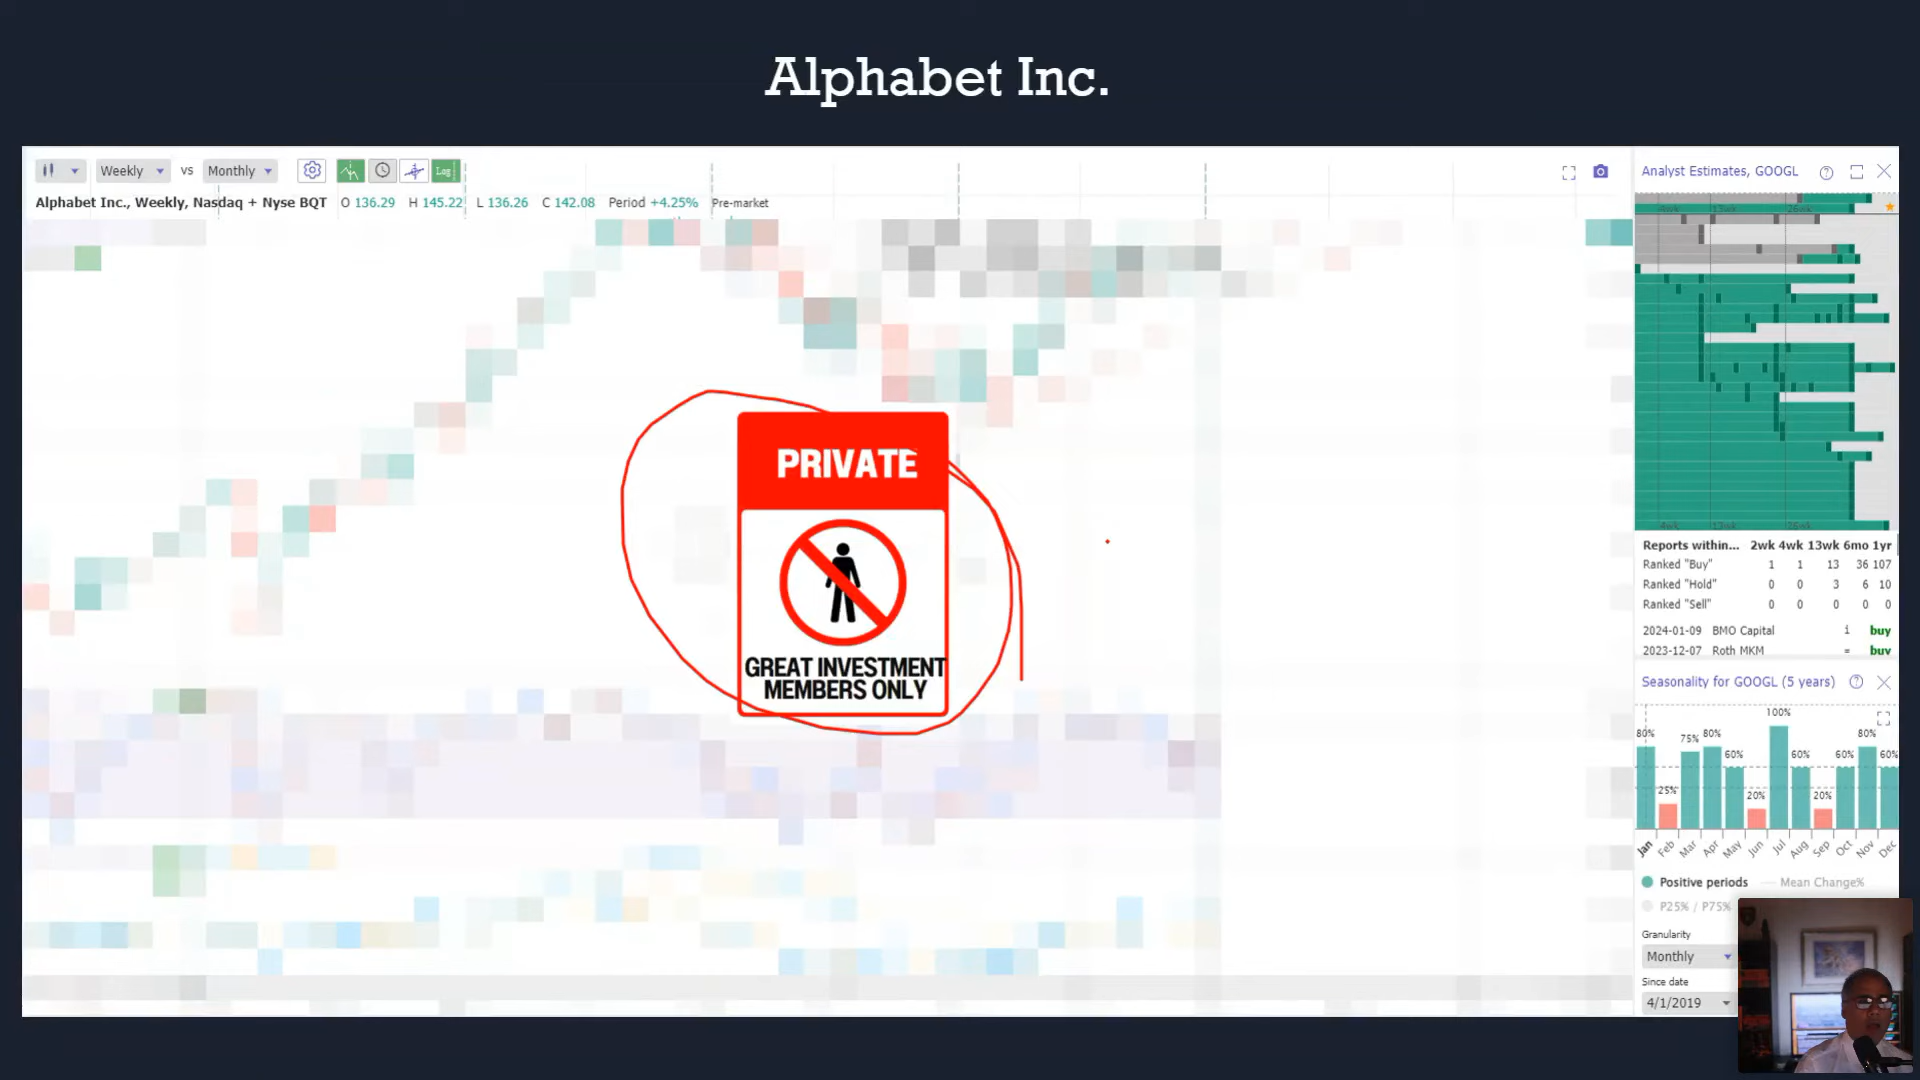 Alphabet Inc.
Weekly vs Monthly Log
Alphabet Inc., Weekly, Nasdaq + Nyse BQT O 136.29 H 145.22 L 136.26 C 142.08 Period +4.25% Pre-market
PRIVATE
GREAT INVESTMENT
MEMBERS ONLY
Analyst Estimates, GOOGL
4wk 13wk 26wk
4wk 13wk 26wk
Reports within... 2wk 4wk 13wk 6mo 1yr
Ranked "Buy" 1 1 13 36 107
Ranked "Hold" 0 0 3 6 10
Ranked "Sell" 0 0 0 0 0
2024-01-09 BMO Capital i buy
2023-12-07 Roth MKM = buy
Seasonality for GOOGL (5 years)
80% 25% 75% 80% 60% 20% 100% 60% 20% 60% 80% 60%
Jan Feb Mar Apr May Jun Jul Aug Sep Oct Nov Dec
Positive periods Mean Change%
P25% / P75%
Granularity
Monthly
Since date
4/1/2019